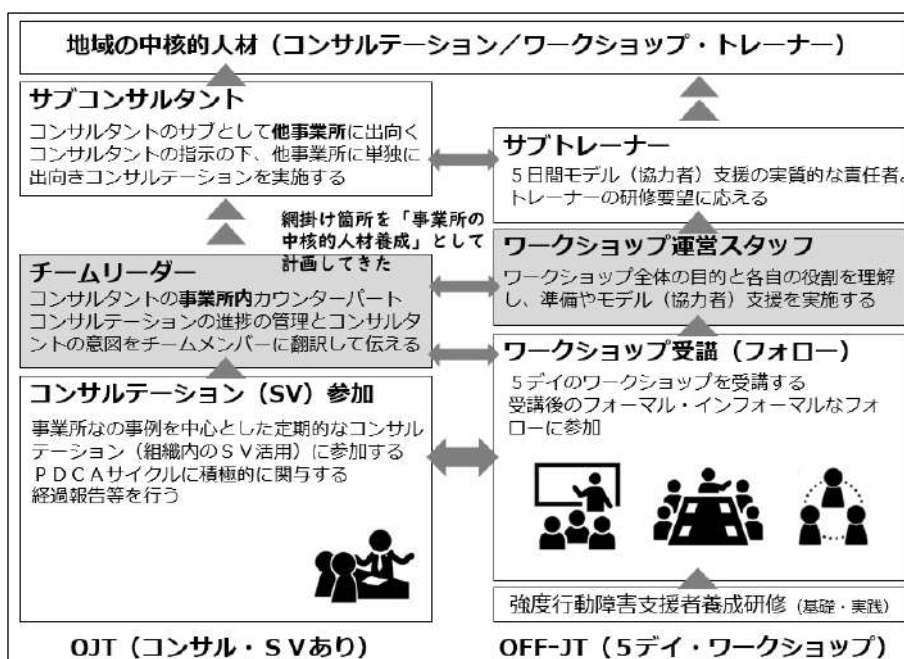 地域の中核的人材（コンサルテーション／ワークショップ・トレーナー）
サブコンサルタント
コンサルタントのサブとして他事業所に出向く
コンサルタントの指示の下、他事業所に単独に
出向きコンサルテーションを実施する
網掛け箇所を「事業所の
中核的人材養成」として
計画してきた
チームリーダー
コンサルタントの事業所内カウンターパート
コンサルテーションの進捗の管理とコンサルタ
ントの意図をチームメンバーに翻訳して伝える
コンサルテーション（SV）参加
事業所なの事例を中心とした定期的なコンサル
テーション（組織内のＳＶ活用）に参加する
ＰＤＣＡサイクルに積極的に関与する
経過報告等を行う
OJT（コンサル・ＳＶあり）
サブトレーナー
５日間モデル（協力者）支援の実質的な責任者。
トレーナーの研修要望に応える
ワークショップ運営スタッフ
ワークショップ全体の目的と各自の役割を理解
し、準備やモデル（協力者）支援を実施する
ワークショップ受講（フォロー）
５デイのワークショップを受講する
受講後のフォーマル・インフォーマルなフォ
ローに参加
強度行動障害支援者養成研修（基礎・実践）
OFF-JT（５デイ・ワークショップ）